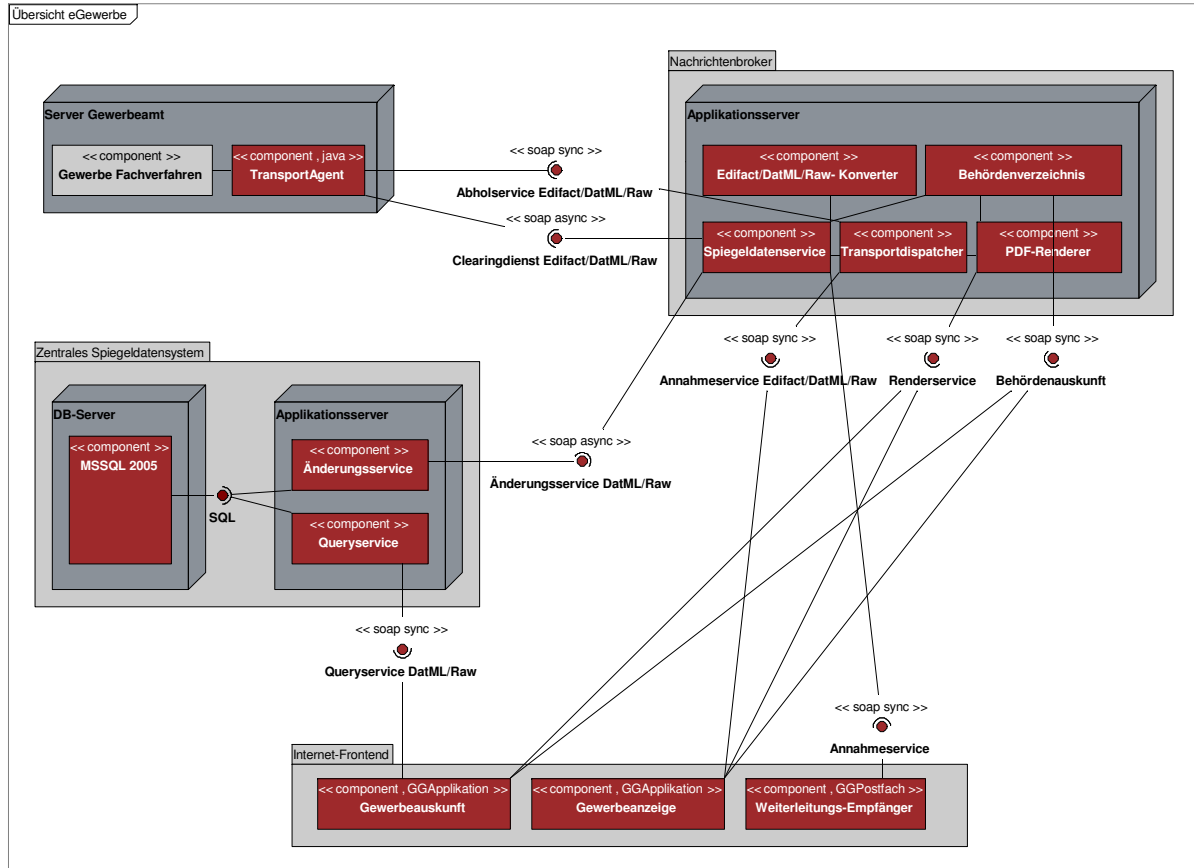 Übersicht eGewerbe
Nachrichtenbroker
Server Gewerbeamt
<< component >>
Gewerbe Fachverfahren
<< component , java >>
TransportAgent
<< soap sync >>
Abholservice Edifact/DatML/Raw
<< soap async >>
Clearingdienst Edifact/DatML/Raw
Applikationsserver
<< component >>
Edifact/DatML/Raw- Konverter
<< component >>
Behördenverzeichnis
<< component >>
Spiegeldatenservice
<< component >>
Transportdispatcher
<< component >>
PDF-Renderer
<< soap sync >>
Annahmeservice Edifact/DatML/Raw
<< soap sync >>
Renderservice
<< soap sync >>
Behördenauskunft
Zentrales Spiegeldatensystem
DB-Server
<< component >>
MSSQL 2005
SQL
Applikationsserver
<< component >>
Änderungsservice
<< component >>
Queryservice
<< soap async >>
Änderungsservice DatML/Raw
<< soap sync >>
Queryservice DatML/Raw
<< soap sync >>
Annahmeservice
Internet-Frontend
<< component , GGApplikation >>
Gewerbeauskunft
<< component , GGApplikation >>
Gewerbeanzeige
<< component , GGPostfach >>
Weiterleitungs-Empfänger